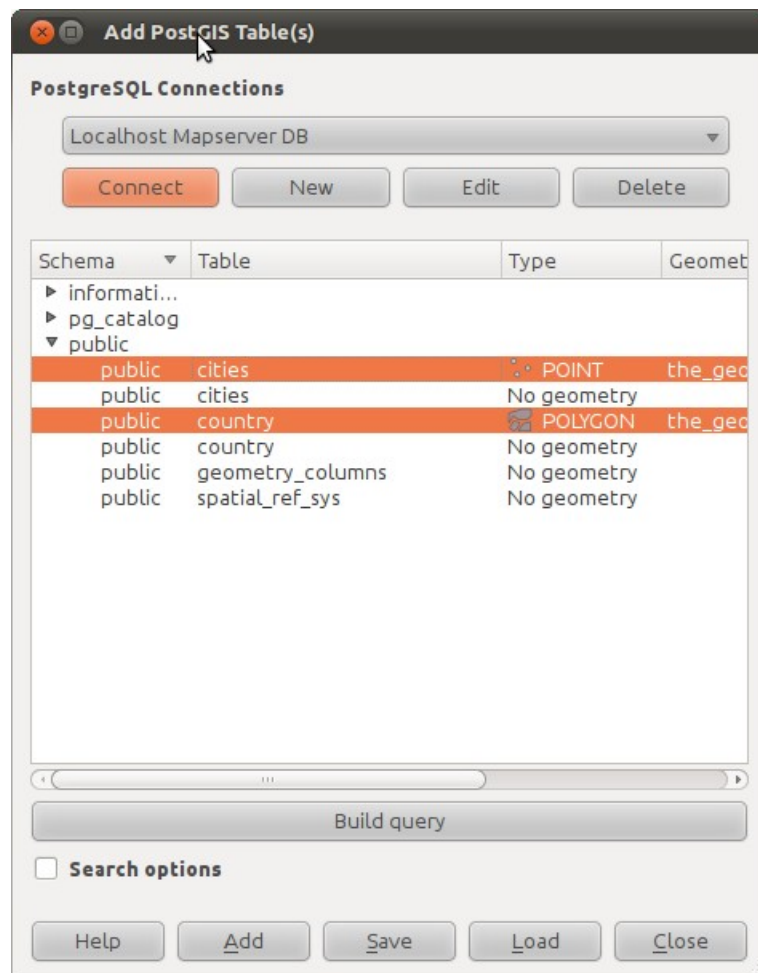 Add PostGIS Table(s)
PostgreSQL Connections
Localhost Mapserver DB
Connect New Edit Delete
Schema Table Type Geomet
informati...
pg_catalog
public
public cities POINT the_geo
public cities No geometry
public country POLYGON the_geo
public country No geometry
public geometry_columns No geometry
public spatial_ref_sys No geometry
Build query
Search options
Help Add Save Load Close